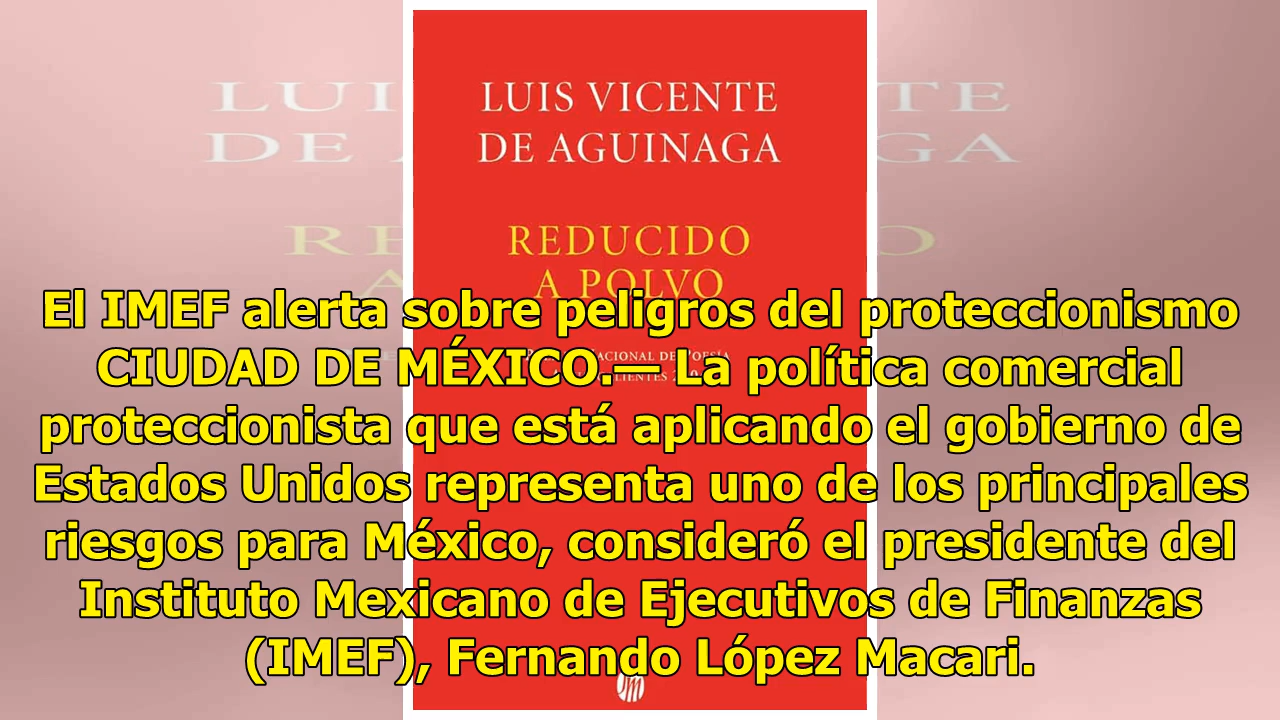 LUIS VICENTE
DE AGUINAGA
REDUCIDO
A POLVO
El IMEF alerta sobre peligros del proteccionismo
CIUDAD DE MÉXICO.— La política comercial
proteccionista que está aplicando el gobierno de
Estados Unidos representa uno de los principales
riesgos para México, consideró el presidente del
Instituto Mexicano de Ejecutivos de Finanzas
(IMEF), Fernando López Macari.